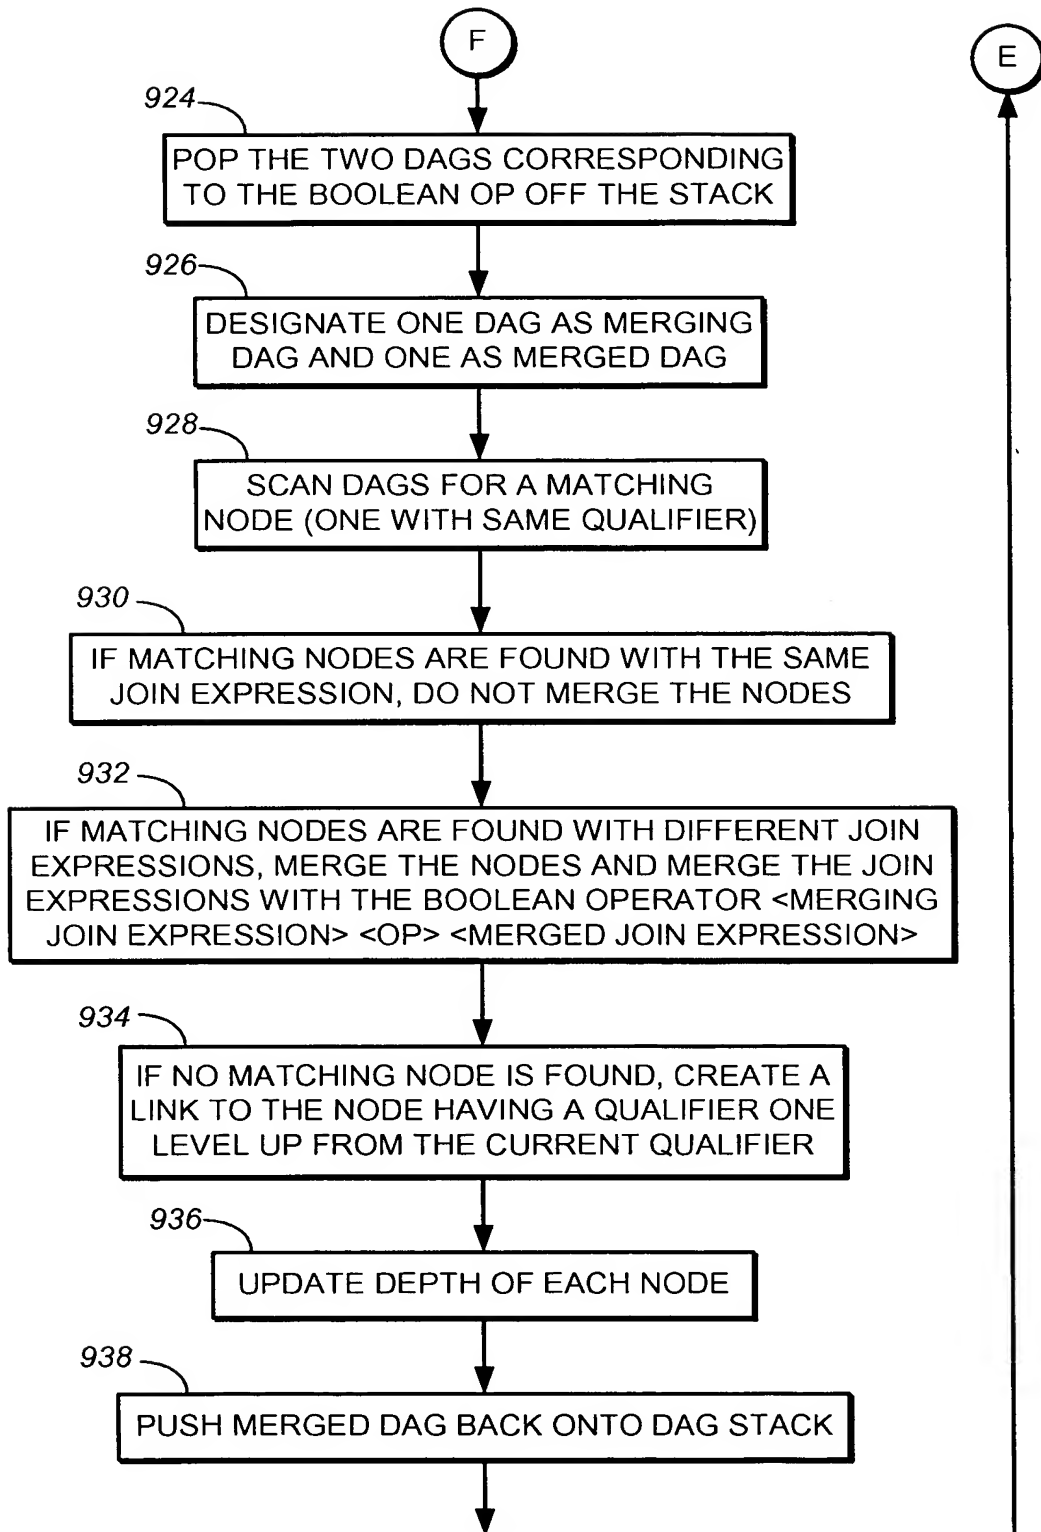 F
E
924
POP THE TWO DAGS CORRESPONDING
TO THE BOOLEAN OP OFF THE STACK
926
DESIGNATE ONE DAG AS MERGING
DAG AND ONE AS MERGED DAG
928
SCAN DAGS FOR A MATCHING
NODE (ONE WITH SAME QUALIFIER)
930
IF MATCHING NODES ARE FOUND WITH THE SAME
JOIN EXPRESSION, DO NOT MERGE THE NODES
932
IF MATCHING NODES ARE FOUND WITH DIFFERENT JOIN
EXPRESSIONS, MERGE THE NODES AND MERGE THE JOIN
EXPRESSIONS WITH THE BOOLEAN OPERATOR <MERGING
JOIN EXPRESSION> <OP> <MERGED JOIN EXPRESSION>
934
IF NO MATCHING NODE IS FOUND, CREATE A
LINK TO THE NODE HAVING A QUALIFIER ONE
LEVEL UP FROM THE CURRENT QUALIFIER
936
UPDATE DEPTH OF EACH NODE
938
PUSH MERGED DAG BACK ONTO DAG STACK